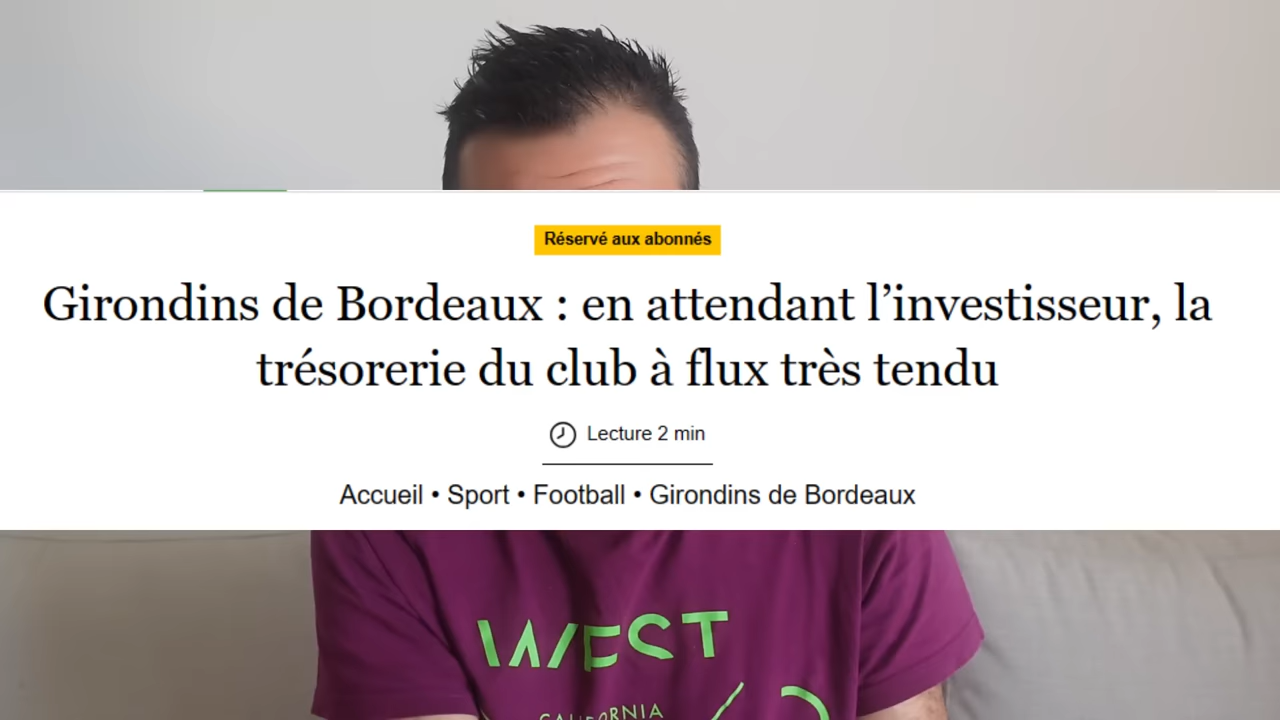 Réservé aux abonnés
Girondins de Bordeaux : en attendant l’investisseur, la
trésorerie du club à flux très tendu
Lecture 2 min
Accueil • Sport • Football • Girondins de Bordeaux
WEST
CALIFORNIA